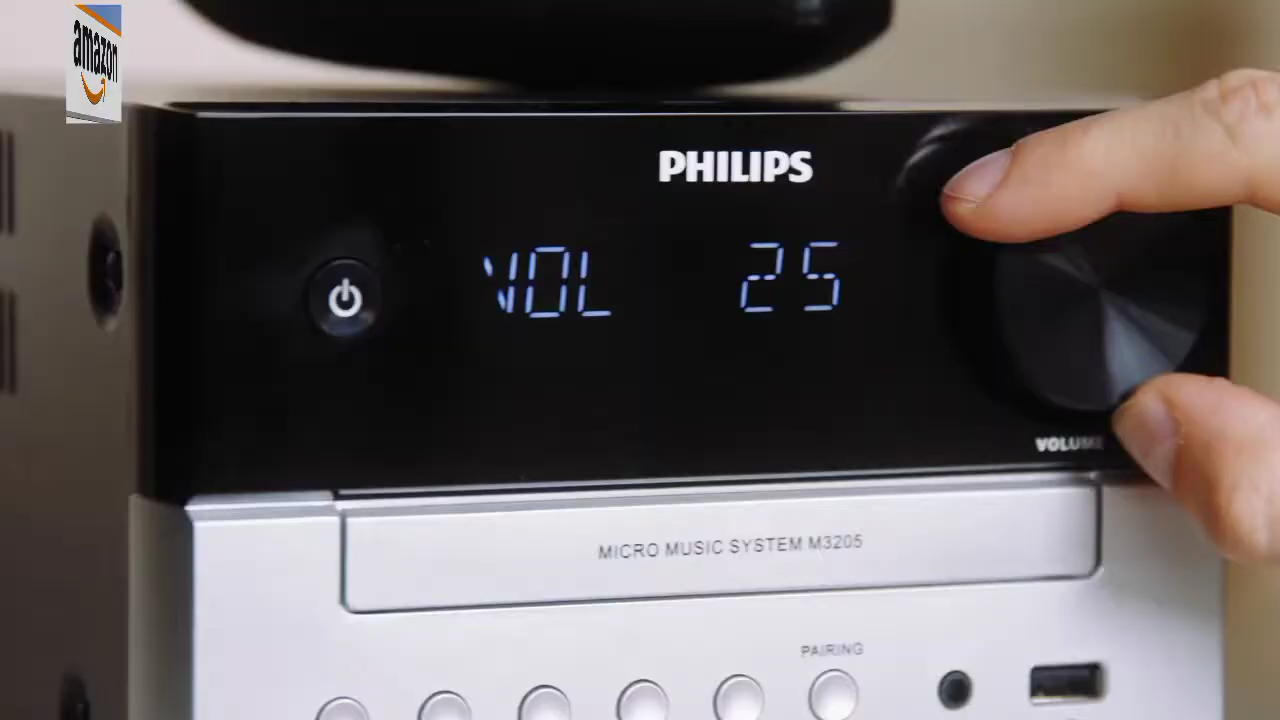 amazon
PHILIPS
VOL 25
VOLUME
MICRO MUSIC SYSTEM M3205
PAIRING